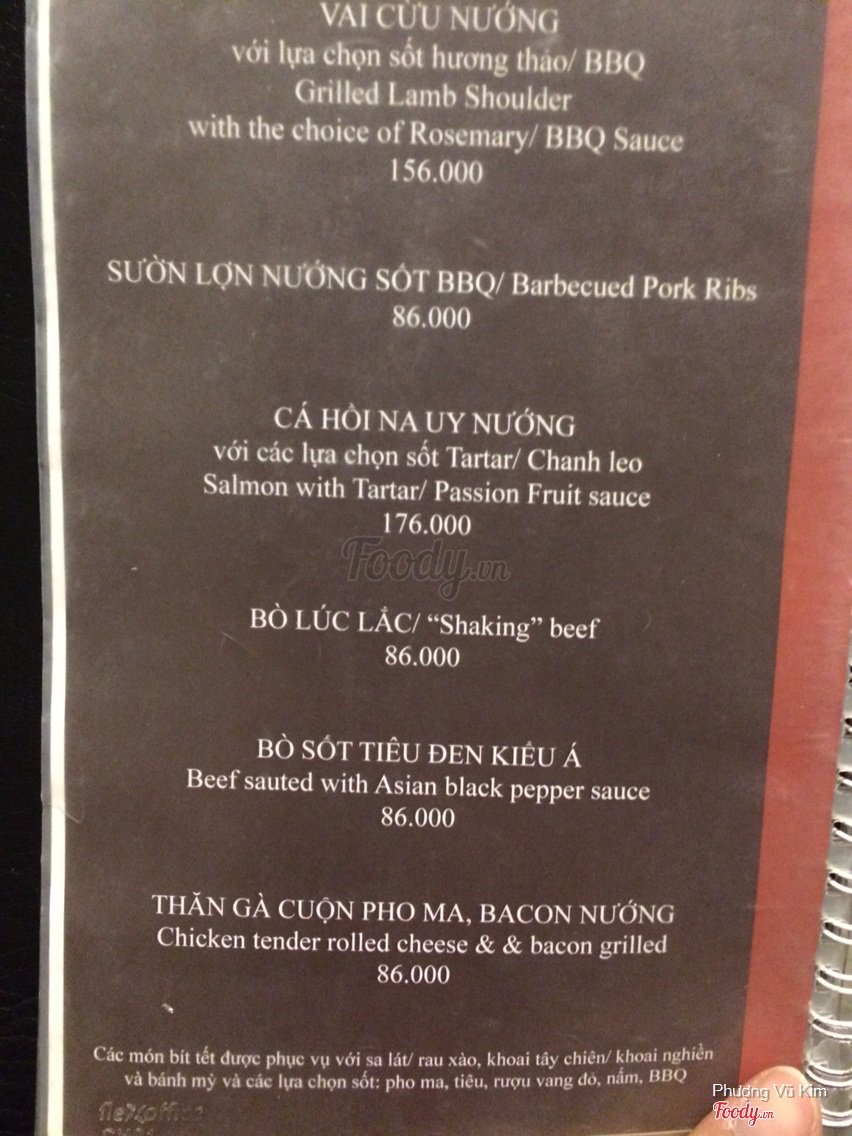 VAI CỪU NƯỚNG
với lựa chọn sốt hương thảo/ BBQ
Grilled Lamb Shoulder
with the choice of Rosemary/ BBQ Sauce
156.000
SƯỜN LỢN NƯỚNG SỐT BBQ/ Barbecued Pork Ribs
86.000
CÁ HỒI NA UY NƯỚNG
với các lựa chọn sốt Tartar/ Chanh leo
Salmon with Tartar/ Passion Fruit sauce
176.000
Foody.vn
BÒ LÚC LẮC/ “Shaking” beef
86.000
BÒ SỐT TIÊU ĐEN KIỂU Á
Beef sauted with Asian black pepper sauce
86.000
THĂN GÀ CUỘN PHO MA, BACON NƯỚNG
Chicken tender rolled cheese & & bacon grilled
86.000
Các món bít tết được phục vụ với sa lát/ rau xào, khoai tây chiên/ khoai nghiền
và bánh mỳ và các lựa chọn sốt: pho ma, tiêu, rượu vang đỏ, nấm, BBQ
flexoffice
Phượng Vũ Kim
Foody.vn